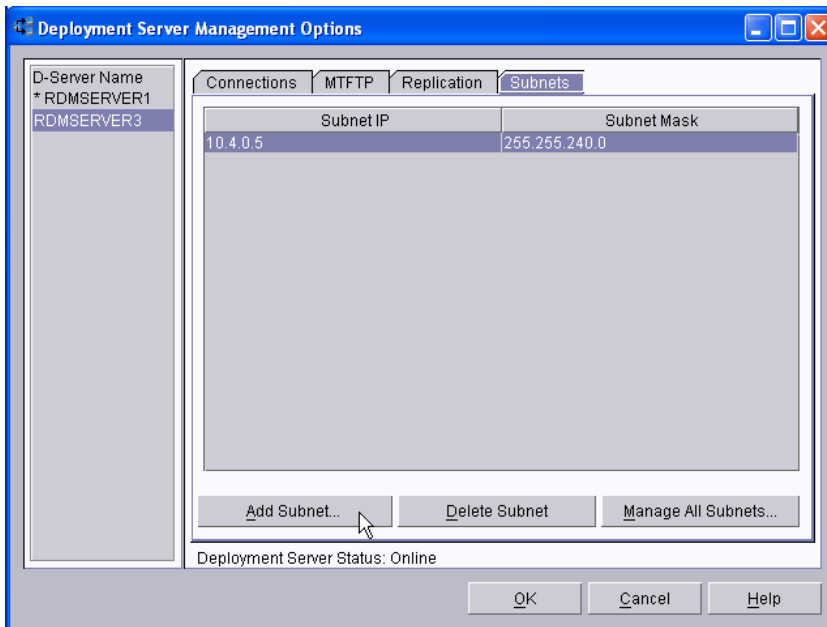 Deployment Server Management Options
D-Server Name
* RDMSERVER1
RDMSERVER3
Connections MTFTP Replication Subnets
Subnet IP Subnet Mask
10.4.0.5 255.255.240.0
Add Subnet... Delete Subnet Manage All Subnets...
Deployment Server Status: Online
OK Cancel Help